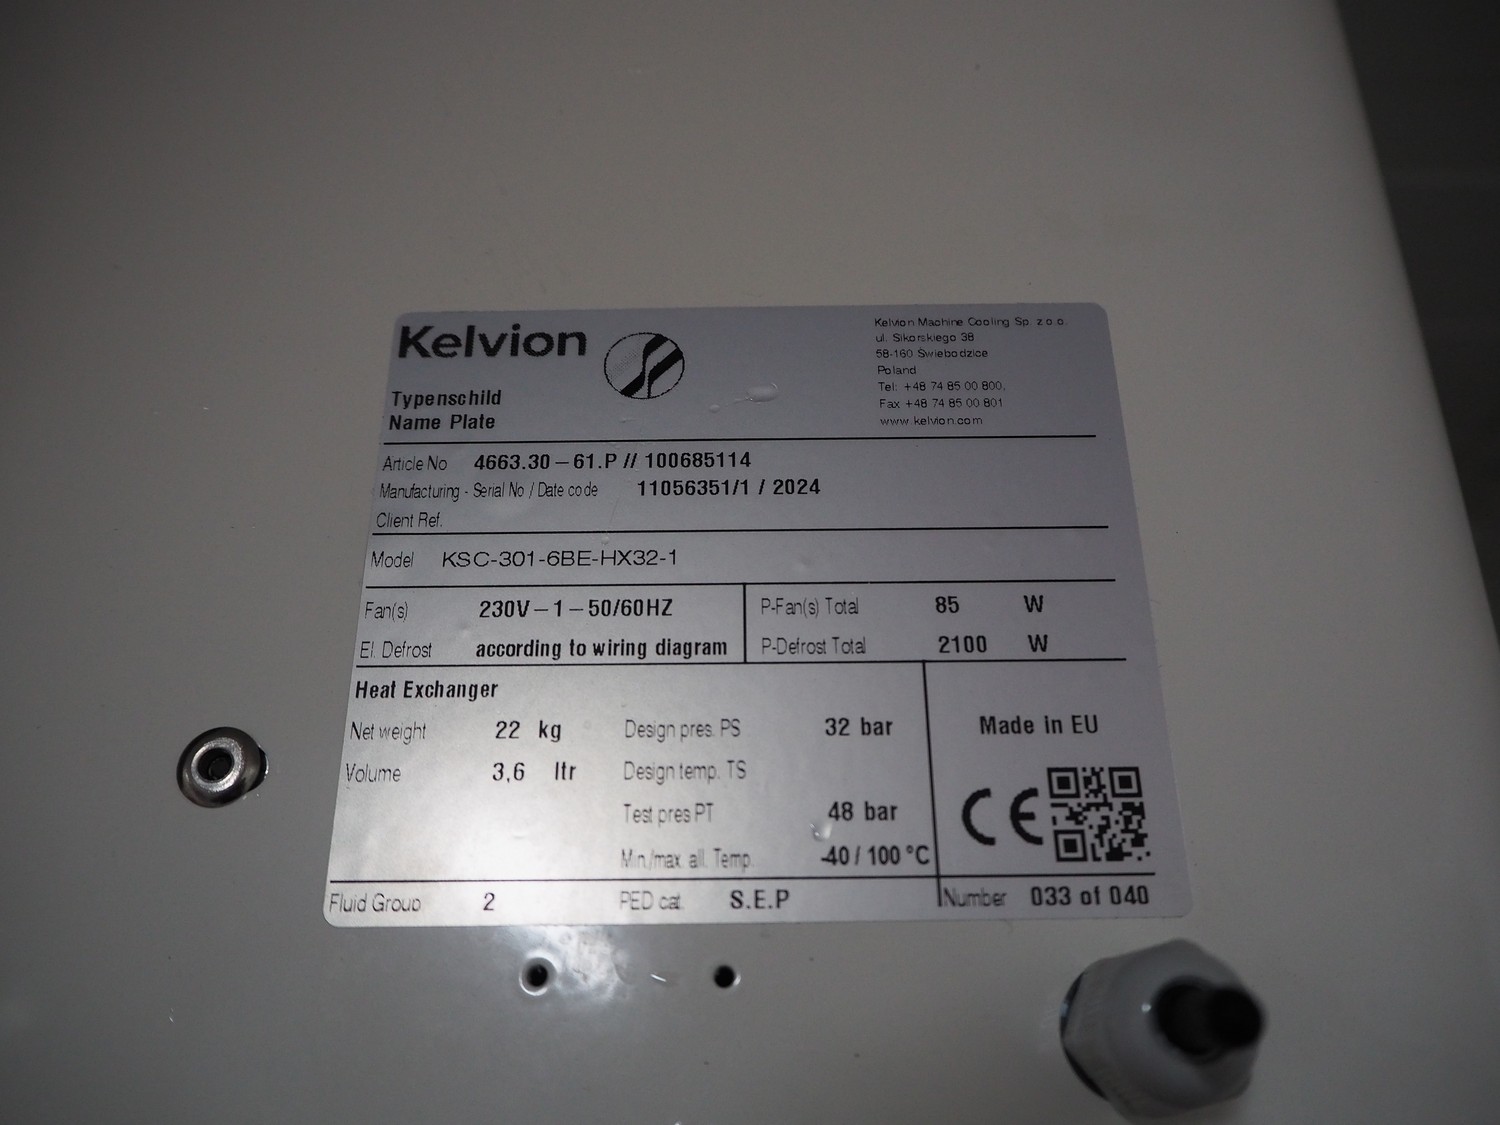 Kelvion
Typenschild
Name Plate
Kelvion Machine Cooling Sp. z o.o.
ul. Sikorskiego 38
58-160 Świebodzice
Poland
Tel: +48 74 85 00 800,
Fax +48 74 85 00 801
www.kelvion.com
Article No 4663.30-61.P // 100685114
Manufacturing - Serial No / Date code 11056351/1 / 2024
Client Ref.
Model KSC-301-6BE-HX32-1
Fan(s) 230V-1-50/60HZ P-Fan(s) Total 85 W
El. Defrost according to wiring diagram P-Defrost Total 2100 W
Heat Exchanger
Net weight 22 kg Design pres. PS 32 bar Made in EU
Volume 3,6 ltr Design temp. TS
Test pres PT 48 bar
Min/max. all. Temp. -40 / 100 °C
CE
Fluid Group 2 PED cat. S.E.P Number 033 of 040